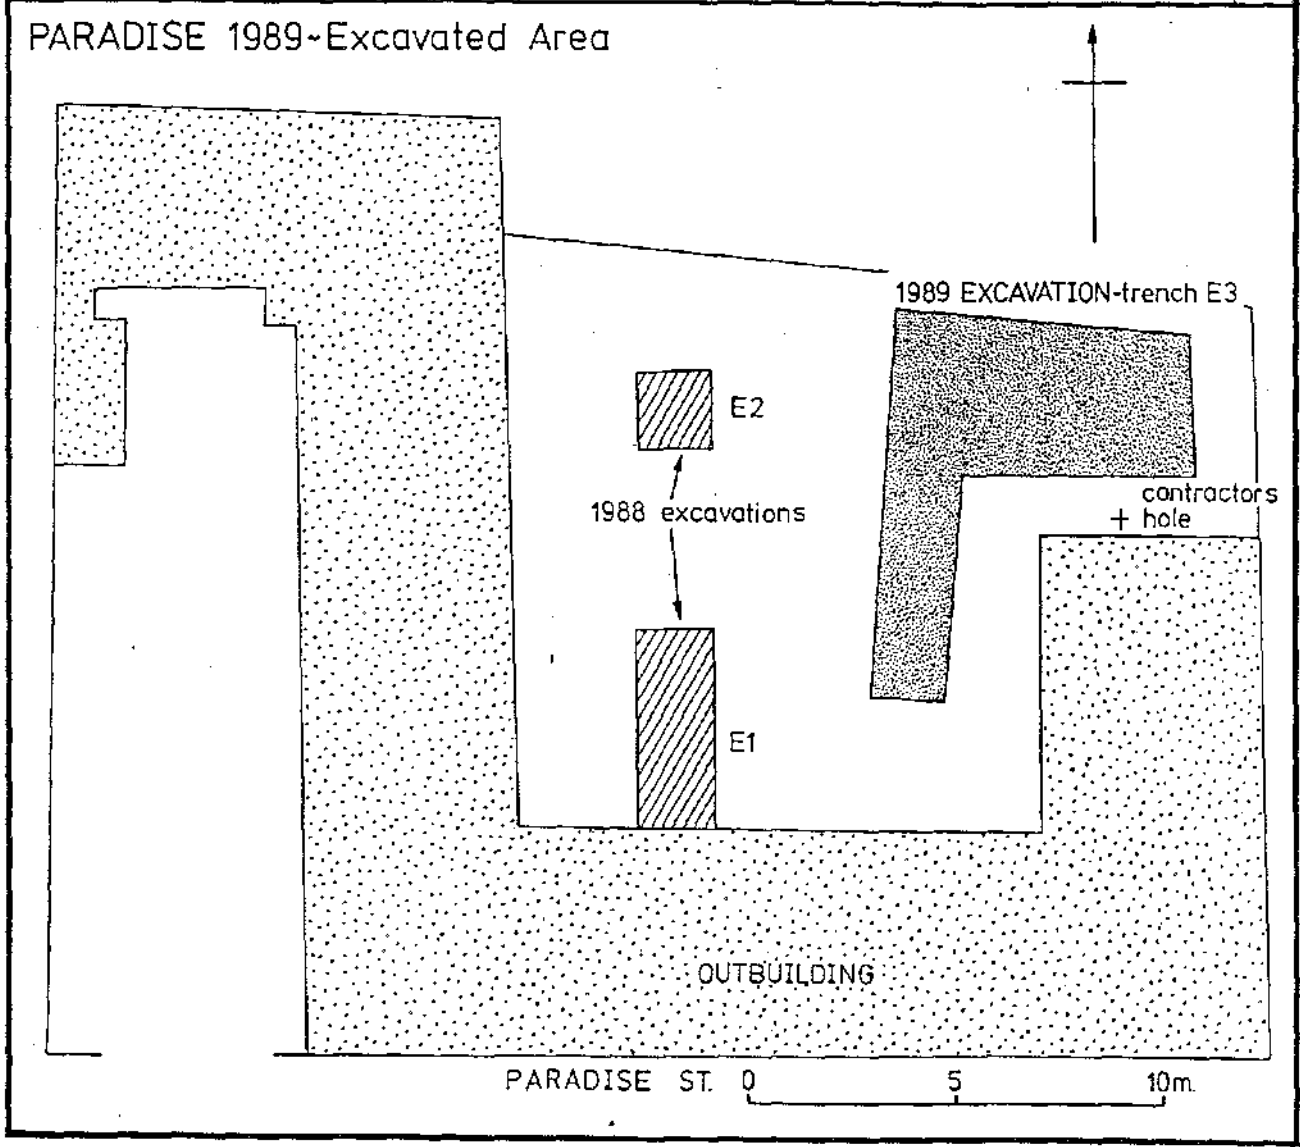 PARADISE 1989~Excavated Area
1989 EXCAVATION-trench E3
E2
1988 excavations
contractors
+ hole
E1
OUTBUILDING
PARADISE ST. 0 5 10m.